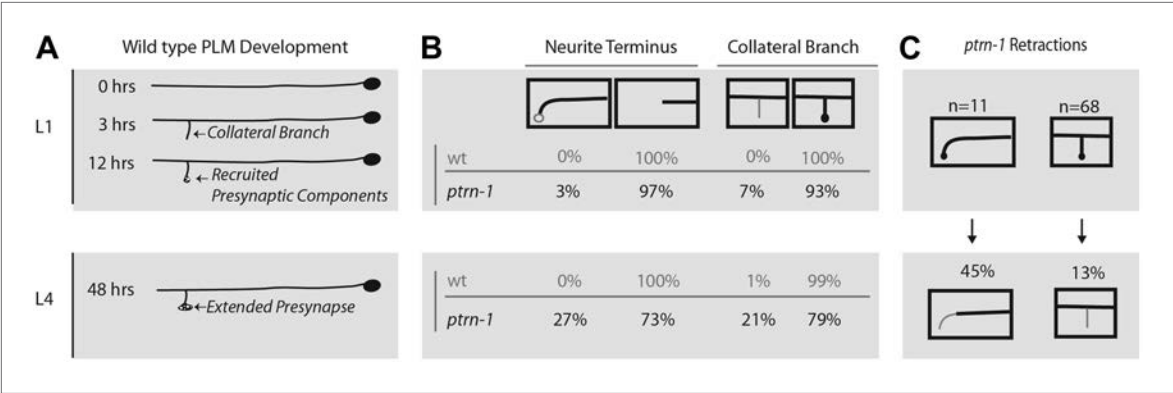 A
Wild type PLM Development
L1
0 hrs
3 hrs
←Collateral Branch
12 hrs
←Recruited
Presynaptic Components
L4
48 hrs
←Extended Presynapse
B
Neurite Terminus Collateral Branch
wt 0% 100% 0% 100%
ptrn-1 3% 97% 7% 93%
wt 0% 100% 1% 99%
ptrn-1 27% 73% 21% 79%
C
ptrn-1 Retractions
n=11 n=68
45% 13%